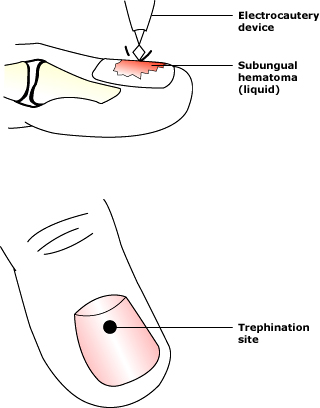 Electrocautery
device
Subungual
hematoma
(liquid)
Trephination
site